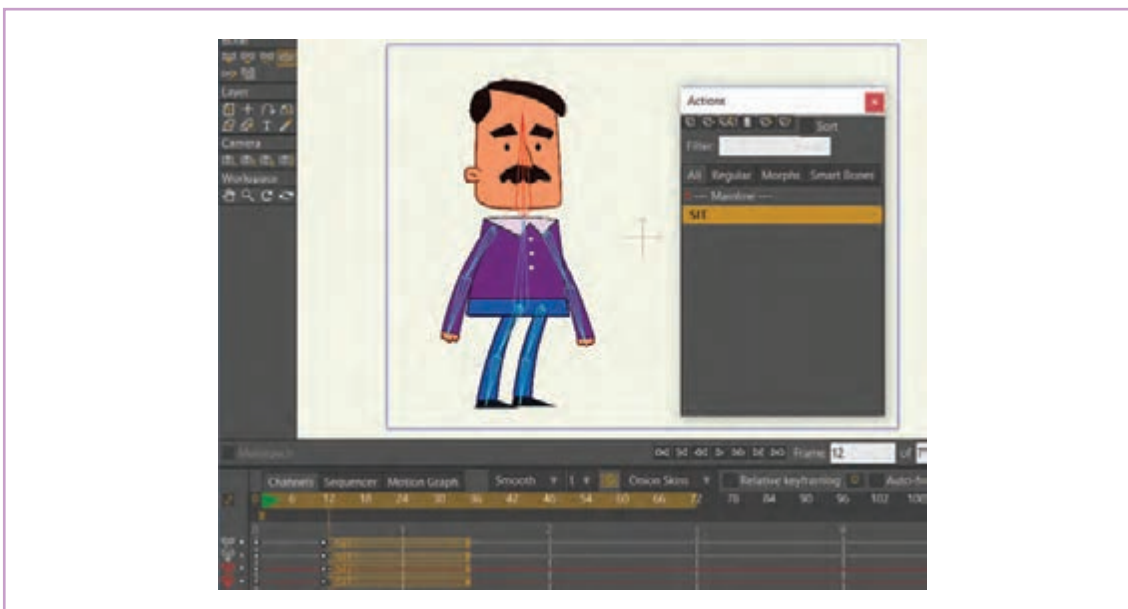 Bone
Layer
Camera
Workspace
Actions
Sort
Filter
All Regular Morphs Smart Bones
--- Mainline ---
SIT
Frame 12 of
Channels Sequencer Motion Graph Smooth 1 Onion Skins Relative keyframing
6 12 18 24 30 36 42 48 54 60 66 72 78 84 90 96 102 108
0 1 2